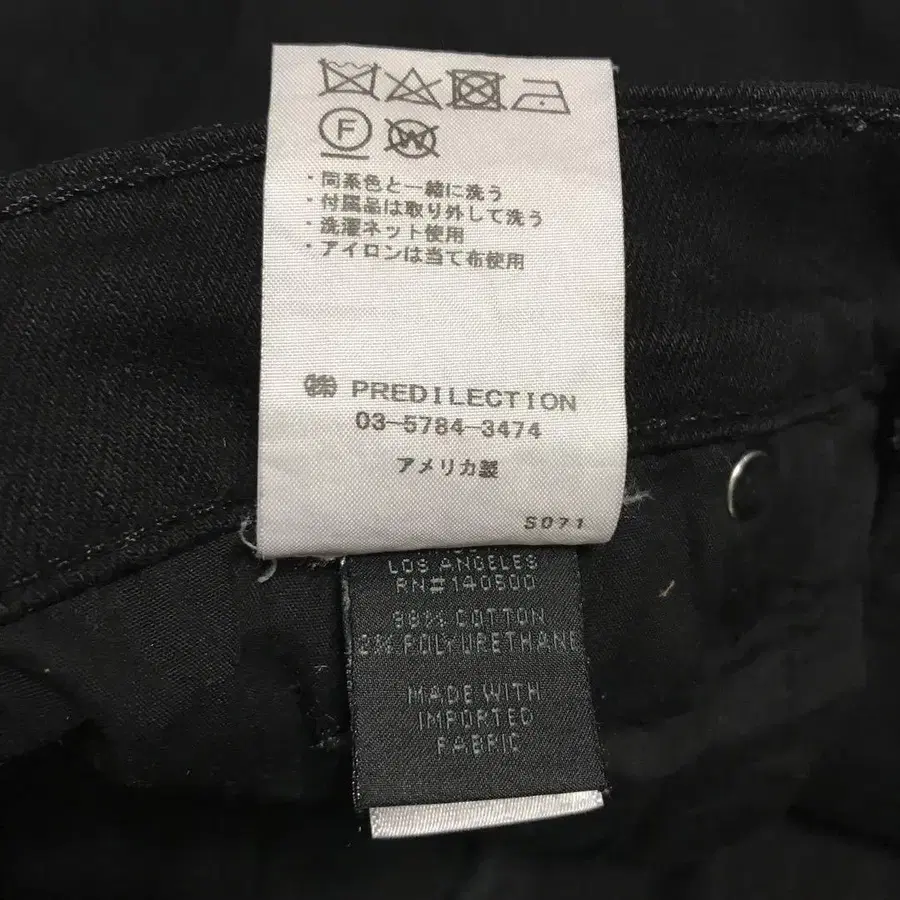 F
W
・同系色と一緒に洗う
・付属品は取り外して洗う
・洗濯ネット使用
・アイロンは当て布使用
㈱ PREDILECTION
03-5784-3474
アメリカ製
S071
LOS ANGELES
RN#140500
98% COTTON
2% POLYURETHANE
MADE WITH
IMPORTED
FABRIC